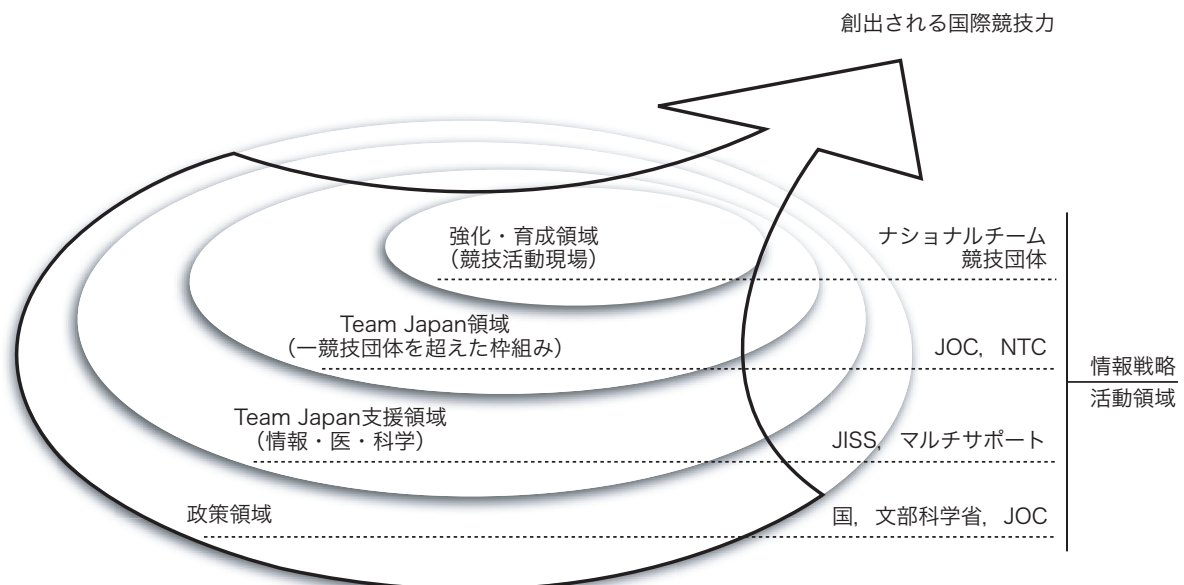 創出される国際競技力
強化・育成領域
（競技活動現場）
ナショナルチーム
競技団体
Team Japan領域
（一競技団体を超えた枠組み）
JOC，NTC
情報戦略
活動領域
Team Japan支援領域
（情報・医・科学）
JISS，マルチサポート
政策領域
国，文部科学省，JOC